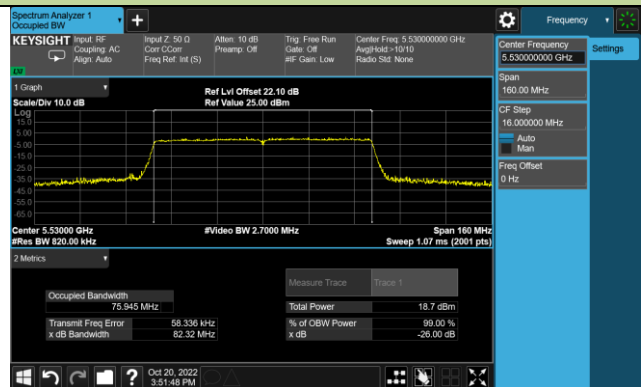 Spectrum Analyzer 1
Occupied BW
Frequency
KEYSIGHT
Input: RF
Coupling: AC
Align: Auto
Input Z: 50 Ω
Corr CCorr
Freq Ref: Int (S)
Atten: 10 dB
Preamp: Off
Trig: Free Run
Gate: Off
#IF Gain: Low
Center Freq: 5.530000000 GHz
Avg|Hold:>10/10
Radio Std: None
Center Frequency
5.530000000 GHz
Settings
Span
160.00 MHz
CF Step
16.000000 MHz
Auto
Man
Freq Offset
0 Hz
1 Graph
Scale/Div 10.0 dB
Ref Lvl Offset 22.10 dB
Ref Value 25.00 dBm
Log
15.0
5.00
-5.00
-15.0
-25.0
-35.0
-45.0
-55.0
-65.0
Center 5.53000 GHz
#Video BW 2.7000 MHz
Span 160 MHz
#Res BW 820.00 kHz
Sweep 1.07 ms (2001 pts)
2 Metrics
Measure Trace
Trace 1
Occupied Bandwidth
75.945 MHz
Total Power
18.7 dBm
Transmit Freq Error
58.336 kHz
% of OBW Power
99.00 %
x dB Bandwidth
82.32 MHz
x dB
-26.00 dB
?
Oct 20, 2022
3:51:48 PM